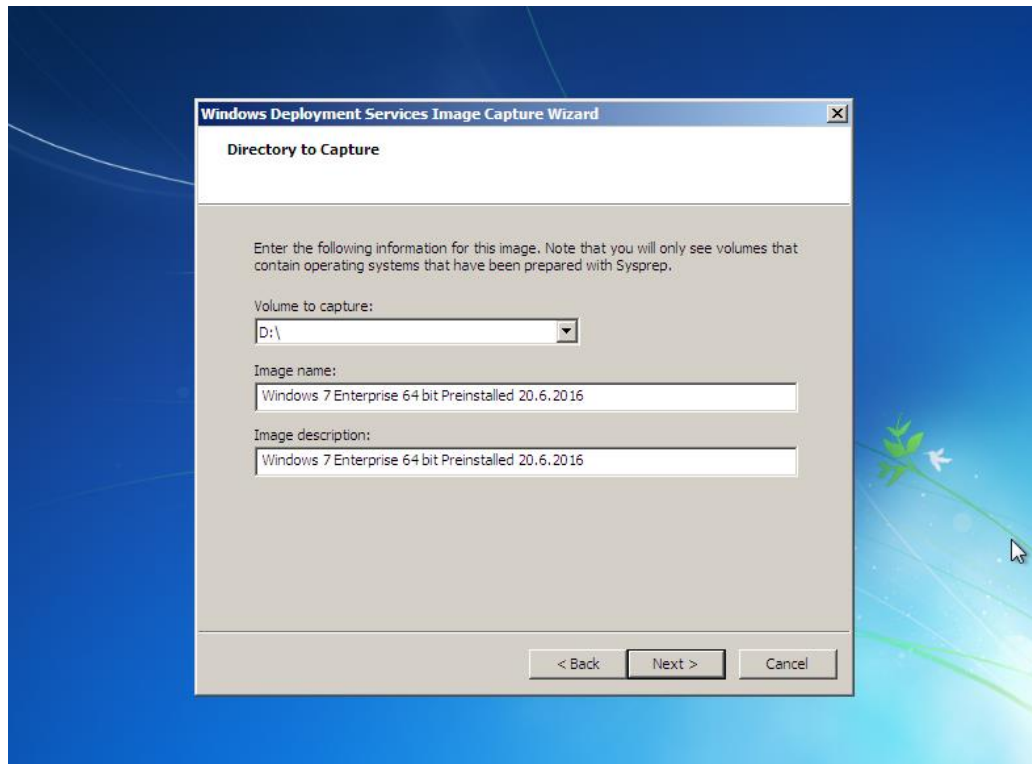 Windows Deployment Services Image Capture Wizard
Directory to Capture
Enter the following information for this image. Note that you will only see volumes that
contain operating systems that have been prepared with Sysprep.
Volume to capture:
D:\
Image name:
Windows 7 Enterprise 64 bit Preinstalled 20.6.2016
Image description:
Windows 7 Enterprise 64 bit Preinstalled 20.6.2016
< Back Next > Cancel